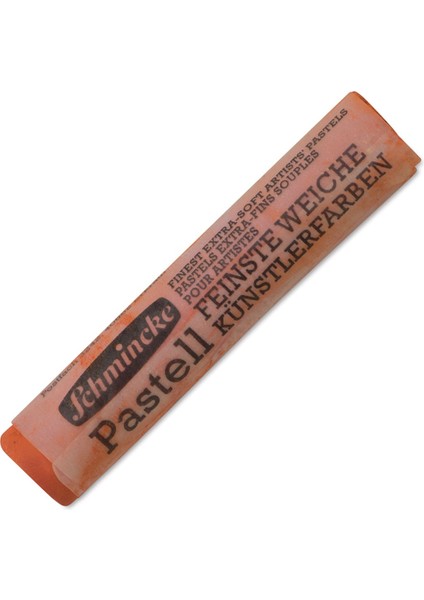 Schmincke
FINEST EXTRA-SOFT ARTISTS' PASTELS
PASTELS EXTRA-FINS SOUPLES
POUR ARTISTES
Pastell FEINSTE WEICHE
KÜNSTLERFARBEN